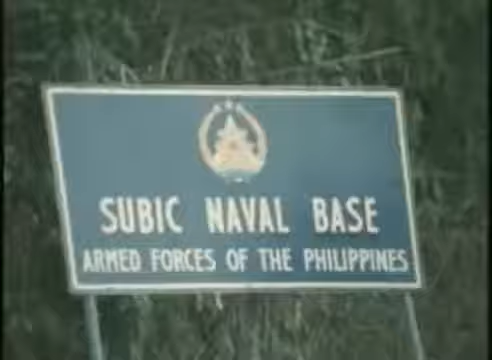 SUBIC NAVAL BASE
ARMED FORCES OF THE PHILIPPINES